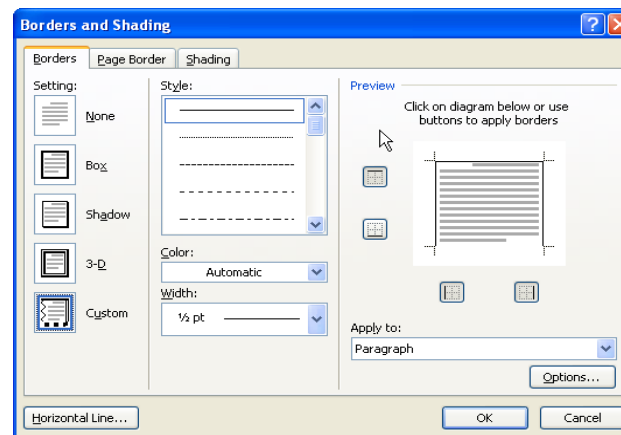 Borders and Shading
Borders Page Border Shading
Setting:
None
Box
Shadow
3-D
Custom
Style:
Color:
Automatic
Width:
½ pt
Preview
Click on diagram below or use
buttons to apply borders
Apply to:
Paragraph
Options...
Horizontal Line...
OK
Cancel